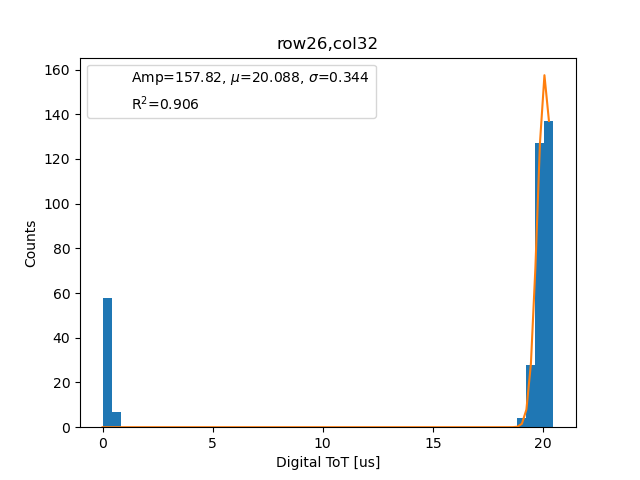 row26,col32
Amp=157.82, μ=20.088, σ=0.344
R²=0.906
160
140
120
100
80
60
40
20
0
Counts
0 5 10 15 20
Digital ToT [us]